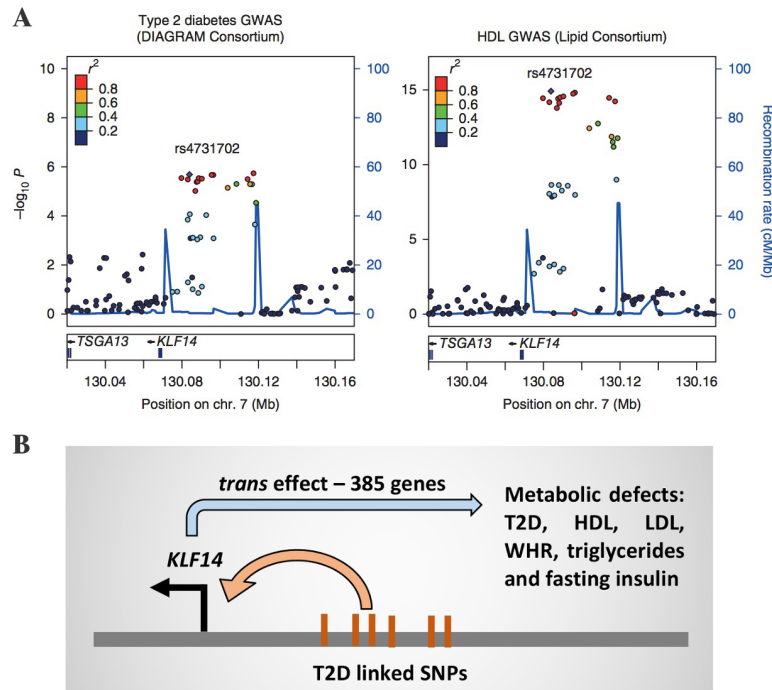 A
Type 2 diabetes GWAS
(DIAGRAM Consortium)
HDL GWAS (Lipid Consortium)
10
8
6
4
2
0
–log10 P
r2
0.8
0.6
0.4
0.2
rs4731702
100
80
60
40
20
0
TSGA13
KLF14
130.04
130.08
130.12
130.16
Position on chr. 7 (Mb)
15
10
5
0
r2
0.8
0.6
0.4
0.2
rs4731702
100
80
60
40
20
0
Recombination rate (cM/Mb)
TSGA13
KLF14
130.04
130.08
130.12
130.16
Position on chr. 7 (Mb)
B
trans effect – 385 genes
KLF14
Metabolic defects:
T2D, HDL, LDL,
WHR, triglycerides
and fasting insulin
T2D linked SNPs